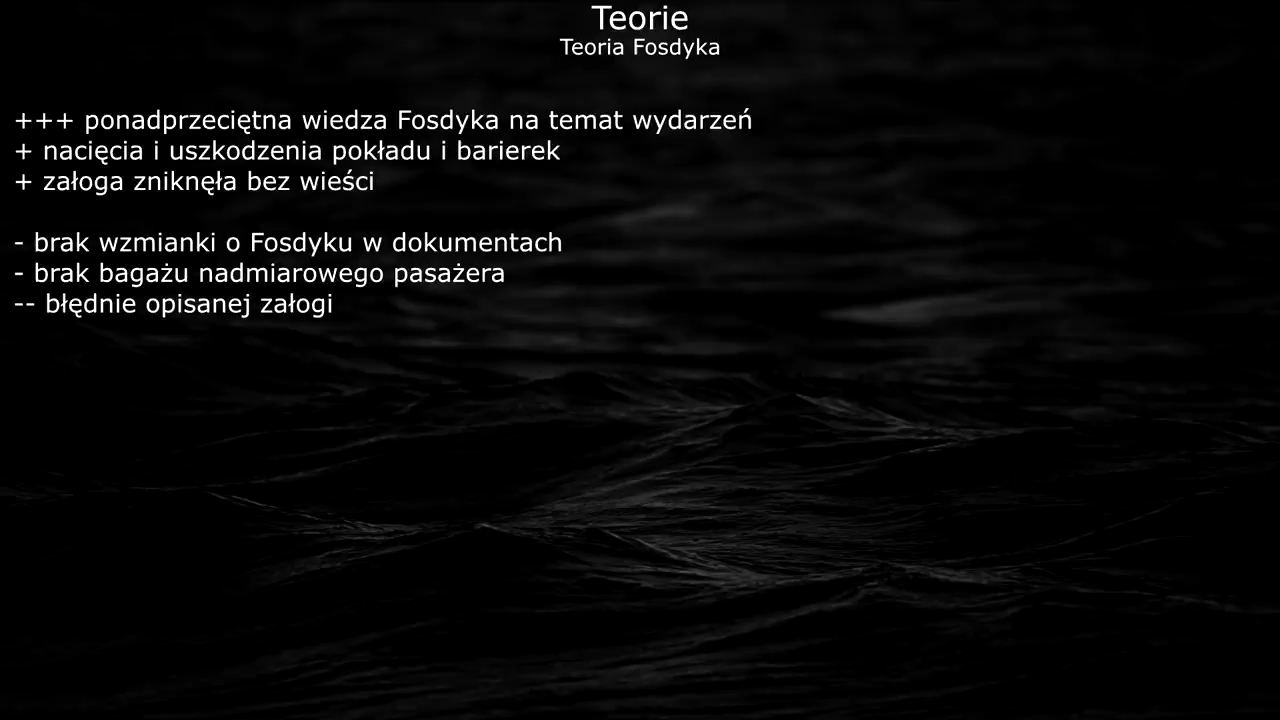 Teorie
Teoria Fosdyka
+++ ponadprzeciętna wiedza Fosdyka na temat wydarzeń
+ nacięcia i uszkodzenia pokładu i barierek
+ załoga zniknęła bez wieści
- brak wzmianki o Fosdyku w dokumentach
- brak bagażu nadmiarowego pasażera
-- błędnie opisanej załogi